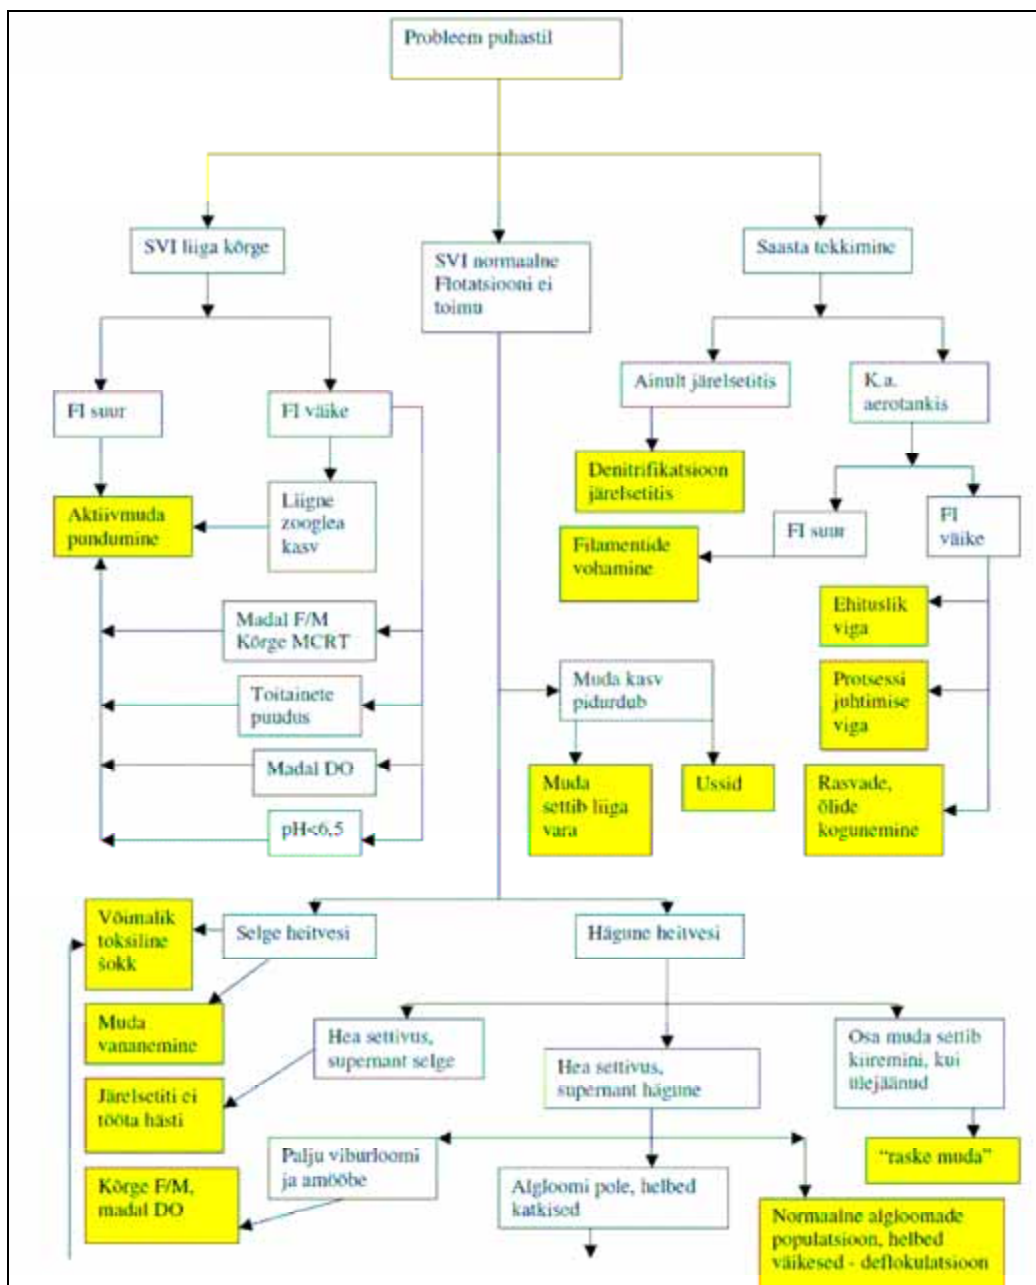 Probleem puhastil
SVI liiga kõrge
SVI normaalne
Flotatsiooni ei
toimu
Saasta tekkimine
FI suur
FI väike
Ainult järelsetitis
K.a.
aerotankis
Aktiivmuda
pundumine
Liigne
zooglea
kasv
Denitrifikatsioon
järelsetitis
FI suur
FI
väike
Filamentide
vohamine
Madal F/M
Kõrge MCRT
Toitainete
puudus
Madal DO
pH<6,5
Muda kasv
pidurdub
Muda
settib liiga
vara
Ussid
Ehituslik
viga
Protsessi
juhtimise
viga
Rasvade,
õlide
kogunemine
Võimalik
toksiline
šokk
Selge heitvesi
Hägune heitvesi
Muda
vananemine
Hea settivus,
supernant selge
Hea settivus,
supernant hägune
Osa muda settib
kiiremini, kui
ülejäänud
Järelsetiti ei
tööta hästi
Palju viburloomi
ja amööbe
"raske muda"
Kõrge F/M,
madal DO
Algloomi pole, helbed
katkised
Normaalne algloomade
populatsioon, helbed
väikesed - deflokulatsioon